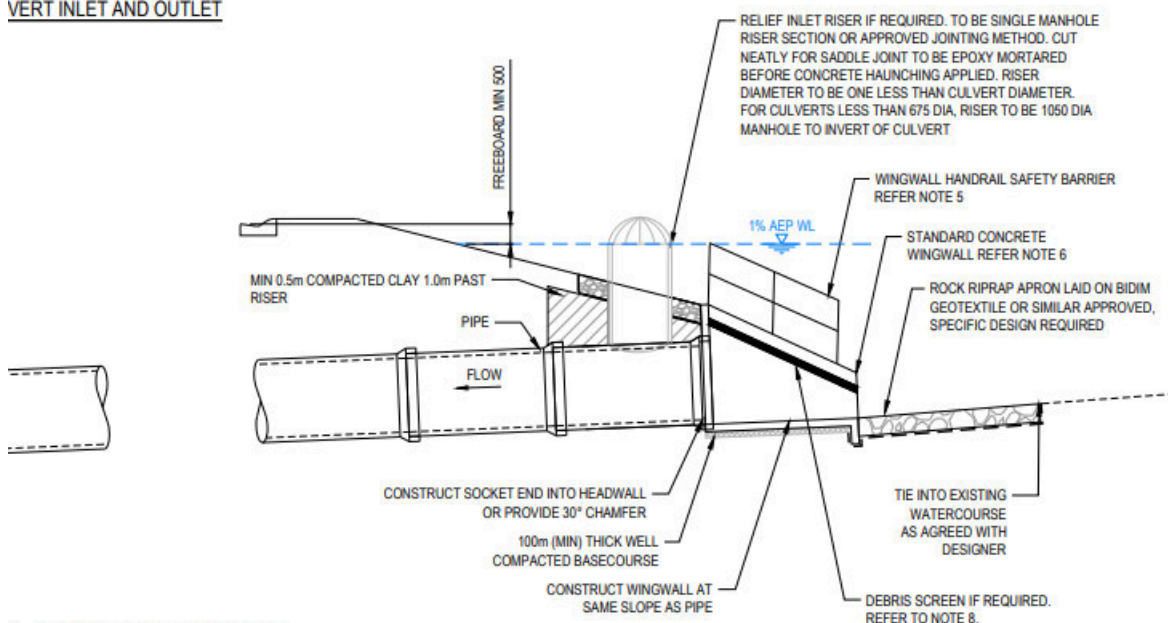 VERT INLET AND OUTLET
RELIEF INLET RISER IF REQUIRED. TO BE SINGLE MANHOLE
RISER SECTION OR APPROVED JOINTING METHOD. CUT
NEATLY FOR SADDLE JOINT TO BE EPOXY MORTARED
BEFORE CONCRETE HAUNCHING APPLIED. RISER
DIAMETER TO BE ONE LESS THAN CULVERT DIAMETER.
FOR CULVERTS LESS THAN 675 DIA, RISER TO BE 1050 DIA
MANHOLE TO INVERT OF CULVERT
FREEBOARD MIN 500
WINGWALL HANDRAIL SAFETY BARRIER
REFER NOTE 5
1% AEP WL
STANDARD CONCRETE
WINGWALL REFER NOTE 6
MIN 0.5m COMPACTED CLAY 1.0m PAST
RISER
ROCK RIPRAP APRON LAID ON BIDIM
GEOTEXTILE OR SIMILAR APPROVED,
SPECIFIC DESIGN REQUIRED
PIPE
FLOW
CONSTRUCT SOCKET END INTO HEADWALL
OR PROVIDE 30° CHAMFER
TIE INTO EXISTING
WATERCOURSE
AS AGREED WITH
DESIGNER
100m (MIN) THICK WELL
COMPACTED BASECOURSE
CONSTRUCT WINGWALL AT
SAME SLOPE AS PIPE
DEBRIS SCREEN IF REQUIRED.
REFER TO NOTE 8.